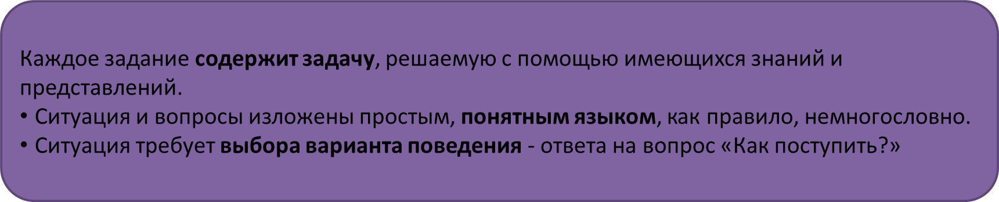 Каждое задание содержит задачу, решаемую с помощью имеющихся знаний и
представлений.
• Ситуация и вопросы изложены простым, понятным языком, как правило, немногословно.
• Ситуация требует выбора варианта поведения - ответа на вопрос «Как поступить?»